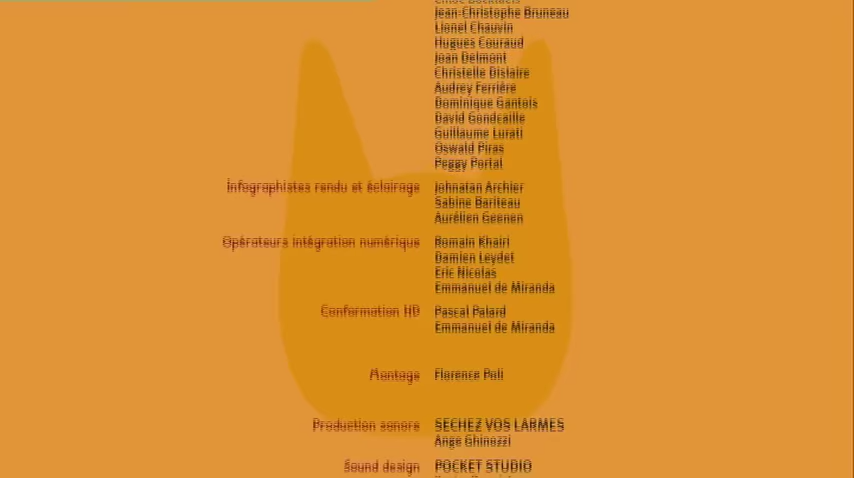 Jean-Christophe Bruneau
Lionel Chauvin
Hugues Couraud
Joan Delmont
Christelle Dislaire
Audrey Ferrière
Dominique Gantois
David Gondcaille
Guillaume Lurati
Oswald Piras
Peggy Portal
Infographistes rendu et éclairage Johnatan Archier
Sabine Bariteau
Aurélien Geenen
Opérateurs intégration numérique Romain Khairi
Damien Leydet
Eric Nicolas
Emmanuel de Miranda
Conformation HD Pascal Palard
Emmanuel de Miranda
Montage Florence Poli
Production sonore SECHEZ VOS LARMES
Ange Ghinozzi
Sound design POCKET STUDIO